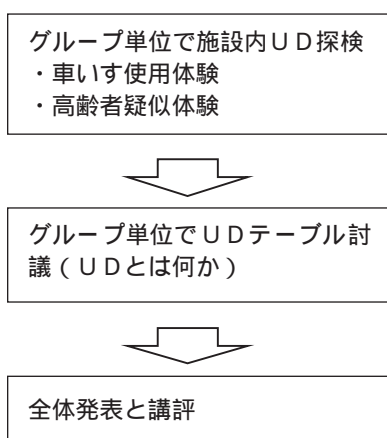 グループ単位で施設内ＵＤ探検
・車いす使用体験
・高齢者疑似体験
グループ単位でＵＤテーブル討
議（ＵＤとは何か）
全体発表と講評